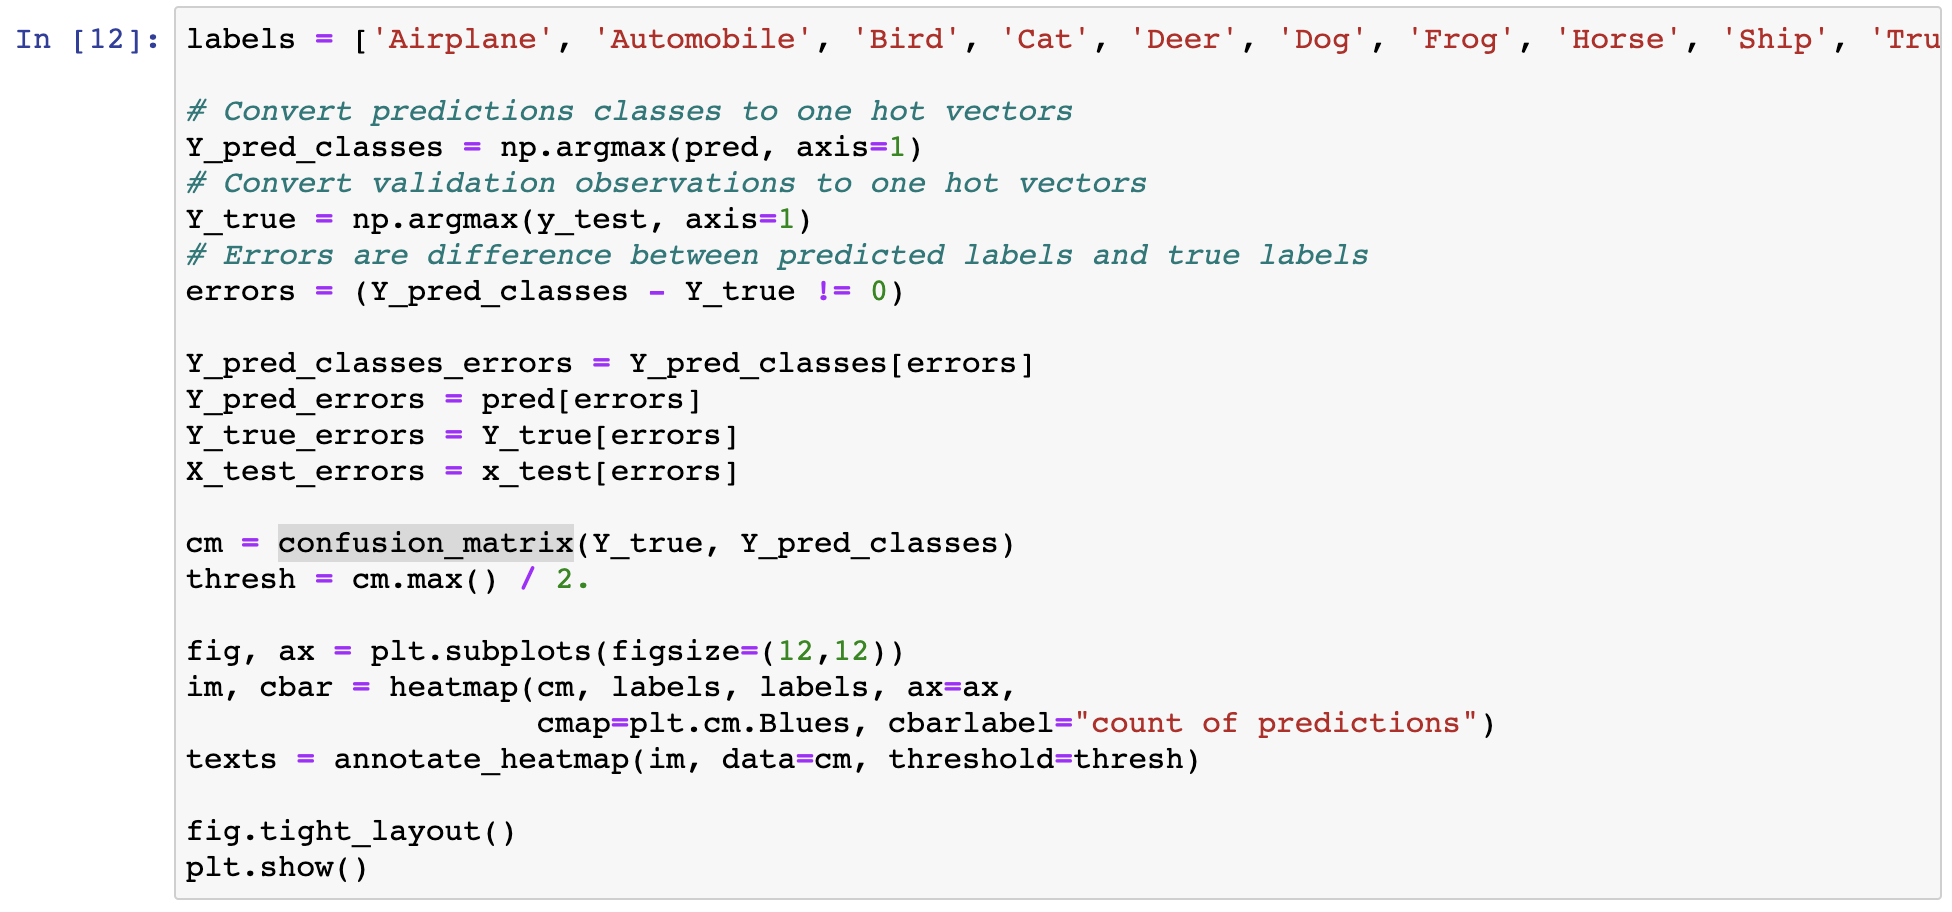 In [12]: labels = ['Airplane', 'Automobile', 'Bird', 'Cat', 'Deer', 'Dog', 'Frog', 'Horse', 'Ship', 'Tru
# Convert predictions classes to one hot vectors
Y_pred_classes = np.argmax(pred, axis=1)
# Convert validation observations to one hot vectors
Y_true = np.argmax(y_test, axis=1)
# Errors are difference between predicted labels and true labels
errors = (Y_pred_classes - Y_true != 0)
Y_pred_classes_errors = Y_pred_classes[errors]
Y_pred_errors = pred[errors]
Y_true_errors = Y_true[errors]
X_test_errors = x_test[errors]
cm = confusion_matrix(Y_true, Y_pred_classes)
thresh = cm.max() / 2.
fig, ax = plt.subplots(figsize=(12,12))
im, cbar = heatmap(cm, labels, labels, ax=ax,
                   cmap=plt.cm.Blues, cbarlabel="count of predictions")
texts = annotate_heatmap(im, data=cm, threshold=thresh)
fig.tight_layout()
plt.show()